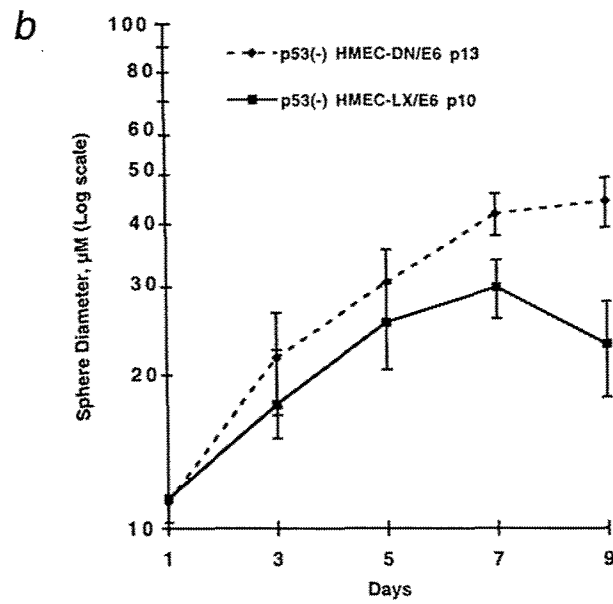 b
p53(-) HMEC-DN/E6 p13
p53(-) HMEC-LX/E6 p10
Sphere Diameter, µM (Log scale)
100
80
60
50
40
30
20
10
1 3 5 7 9
Days